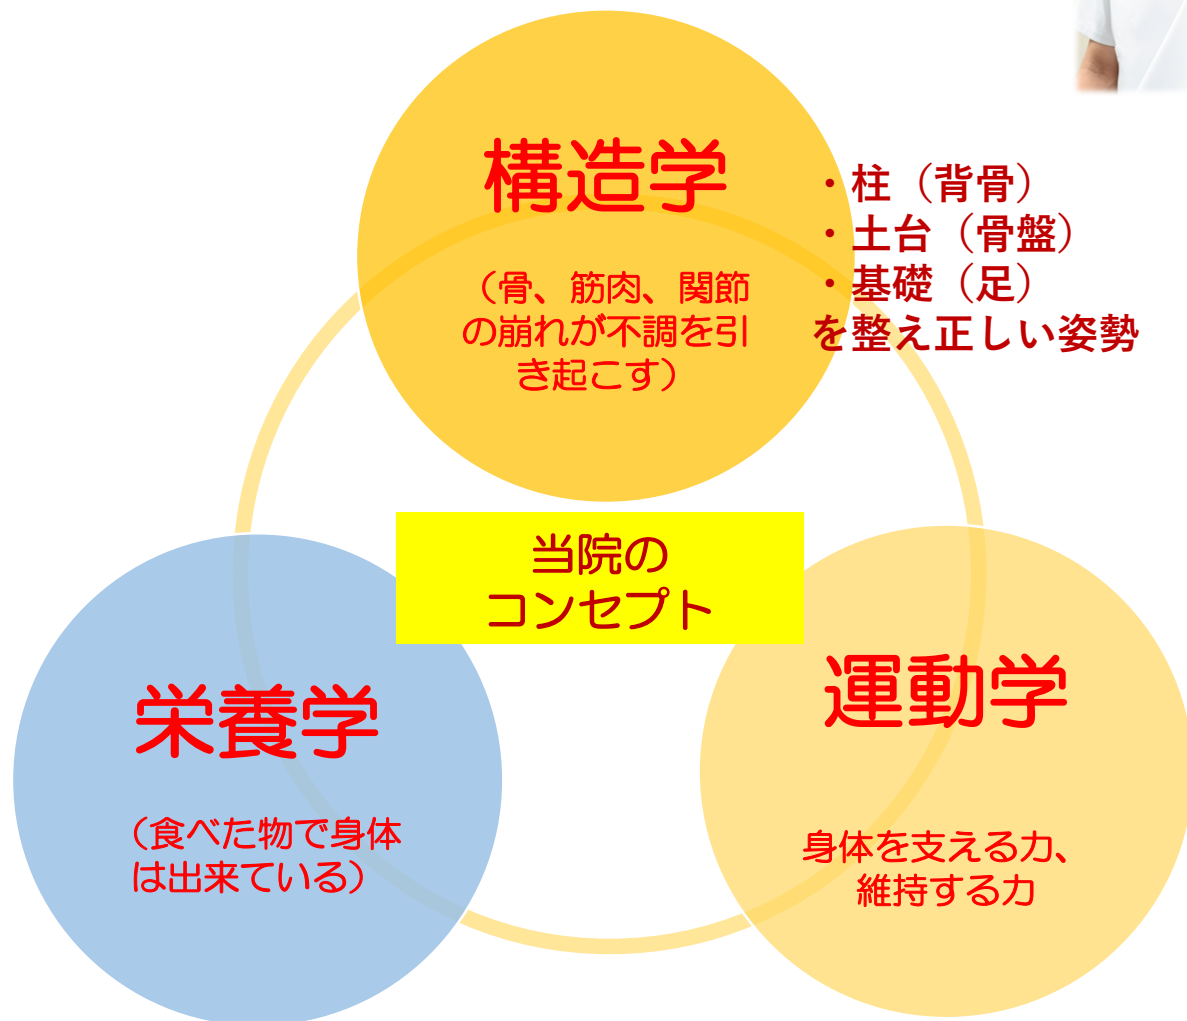 構造学
（骨、筋肉、関節
の崩れが不調を引
き起こす）
・柱（背骨）
・土台（骨盤）
・基礎（足）
を整え正しい姿勢
当院の
コンセプト
栄養学
（食べた物で身体
は出来ている）
運動学
身体を支える力、
維持する力